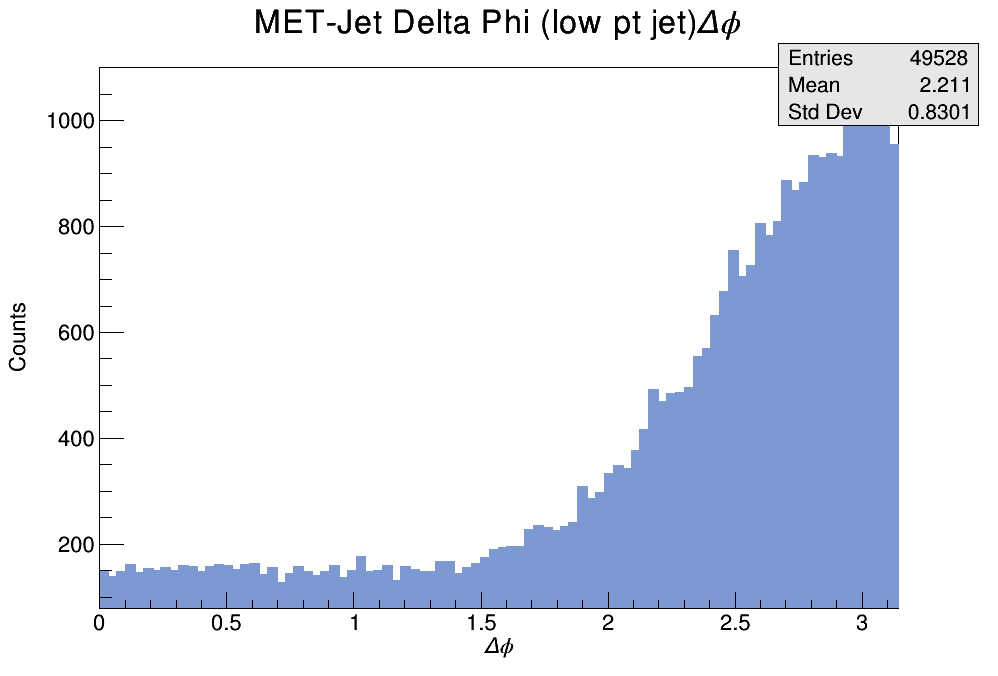 MET-Jet Delta Phi (low pt jet)Δϕ
Entries 49528
Mean 2.211
Std Dev 0.8301
1000
800
600
400
200
Counts
0 0.5 1 1.5 2 2.5 3
Δϕ